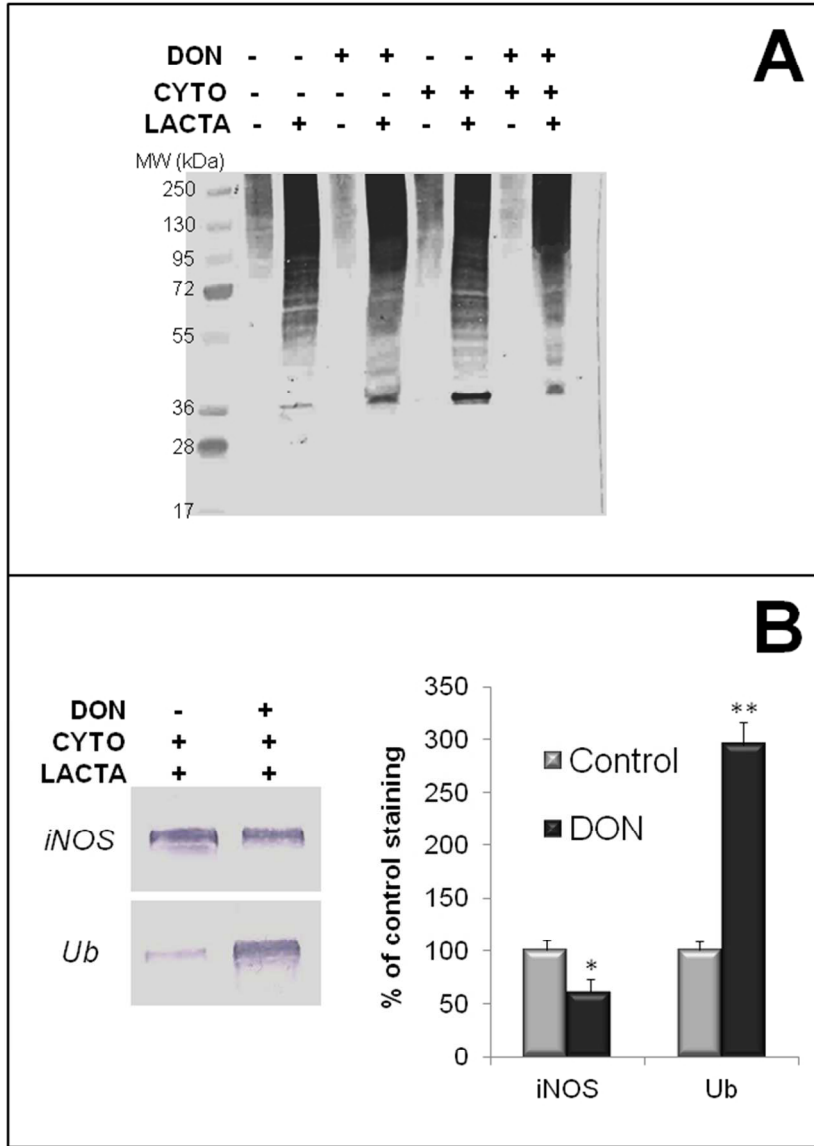 A
DON - - + + - - + +
CYTO - - - - + + + +
LACTA - + - + - + - +
MW (kDa)
250
130
95
72
55
36
28
17
B
DON - +
CYTO + +
LACTA + +
iNOS
Ub
% of control staining
350
300
250
200
150
100
50
0
Control
DON
*
**
iNOS Ub